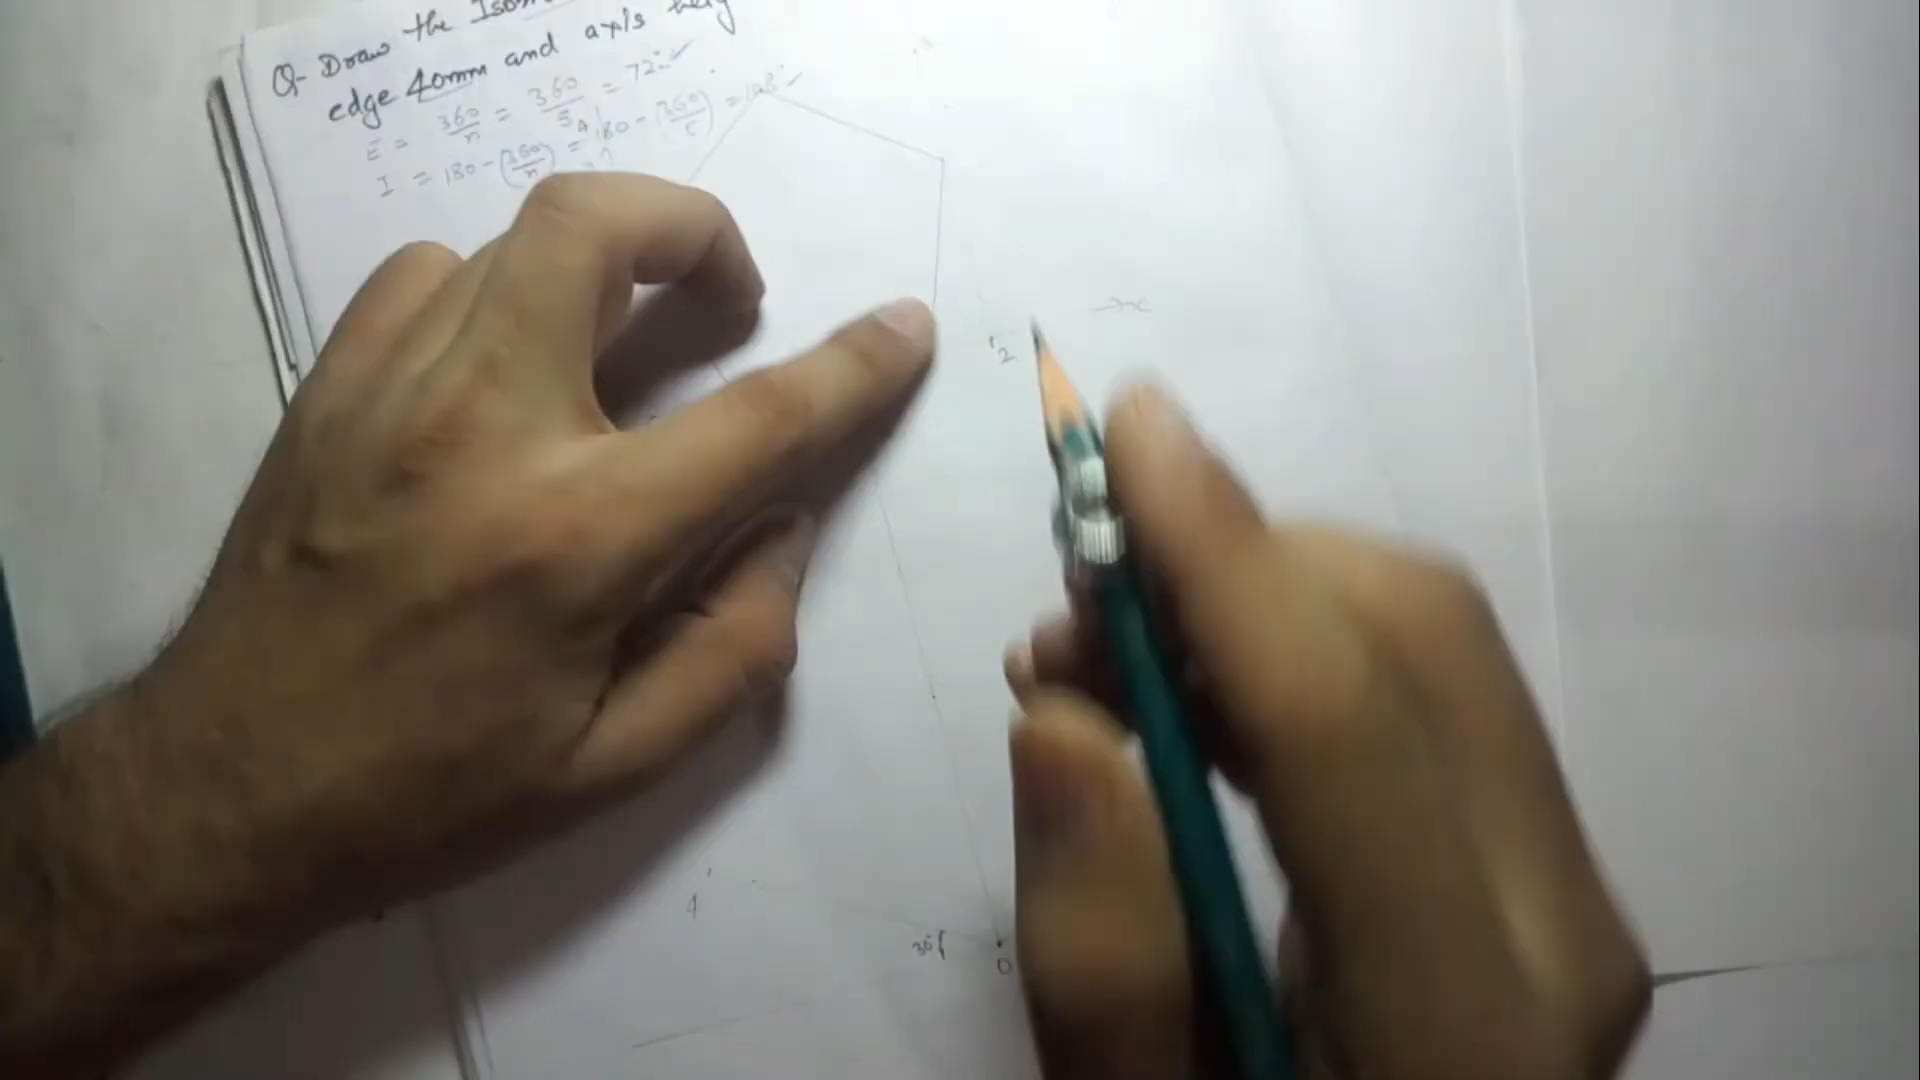 Q- Draw the Isom
edge 40mm and axis heig
E = 360/n = 360/5 = 72°
I = 180-(360/n) = 180-(360/5) = 108°
2
4
30°
O